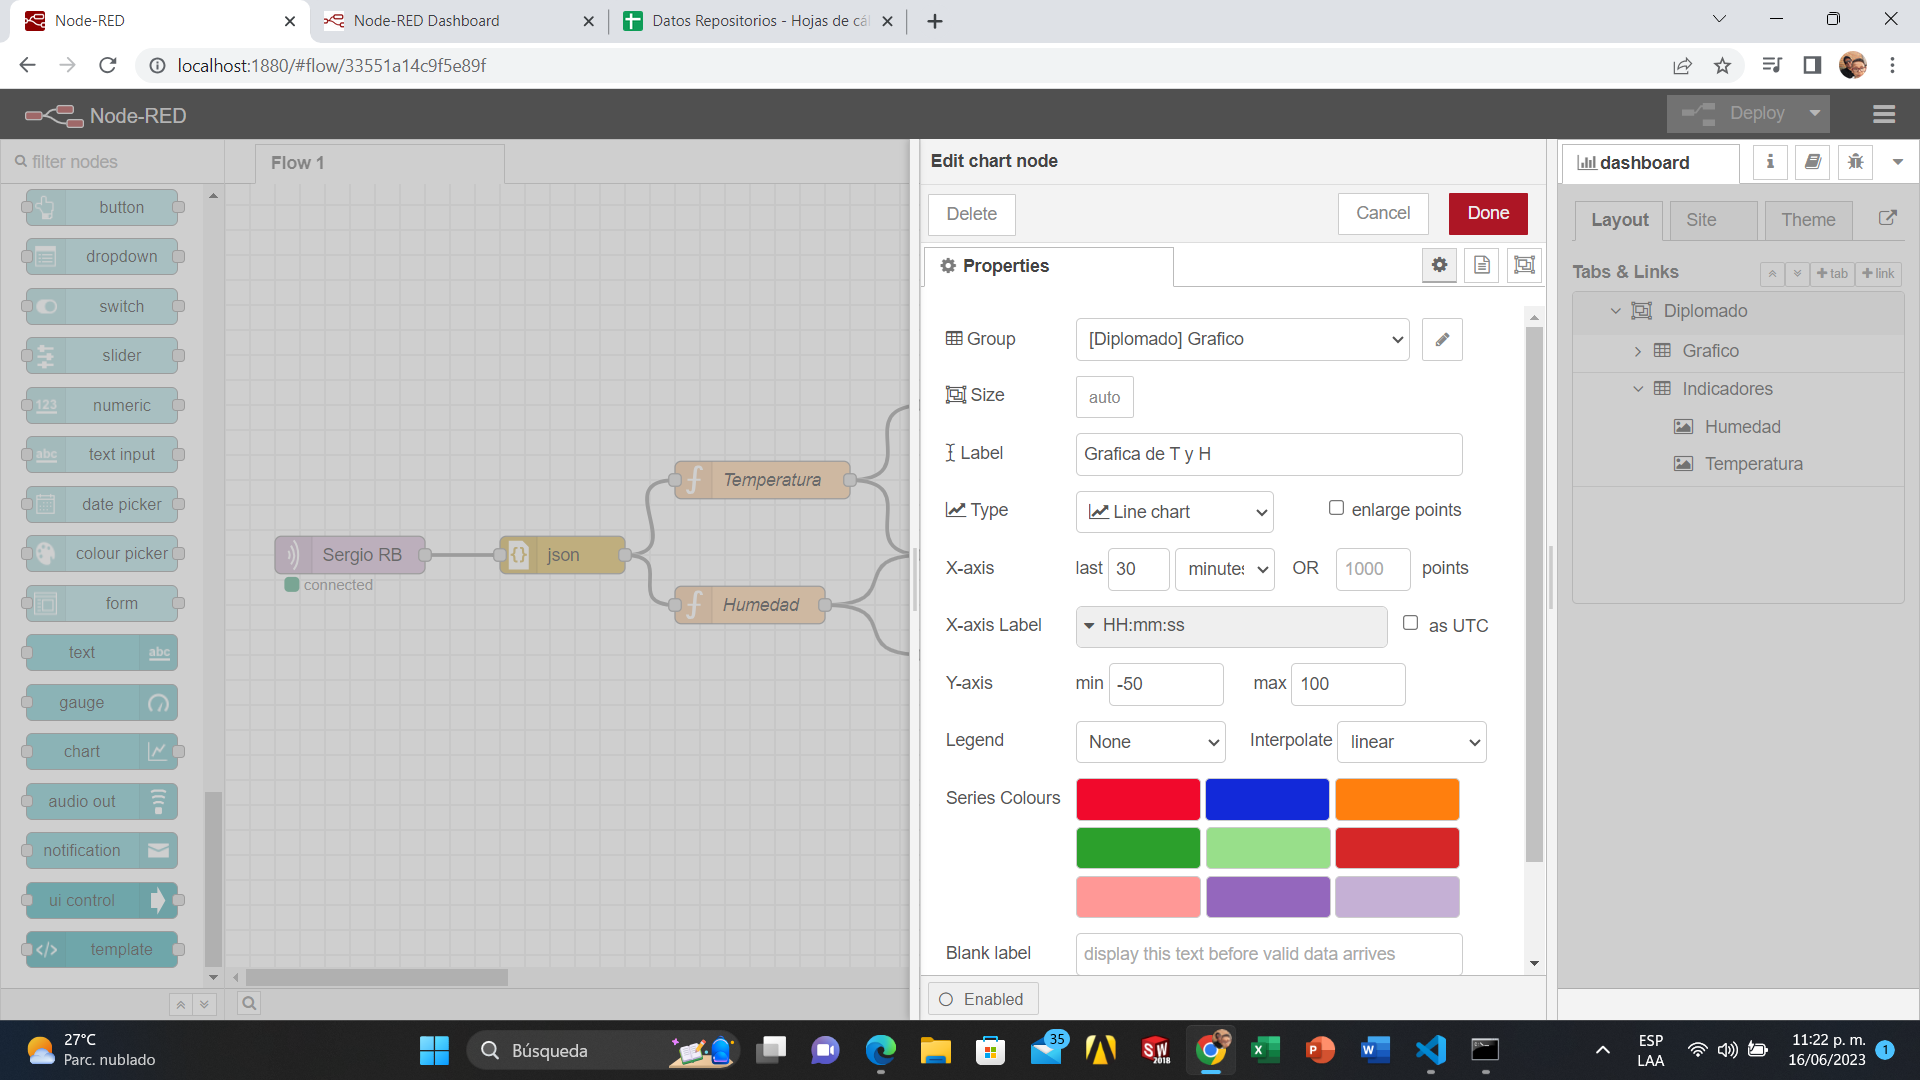 Node-RED
Node-RED Dashboard
Datos Repositorios - Hojas de cál
localhost:1880/#flow/33551a14c9f5e89f
Node-RED
Deploy
filter nodes
button
dropdown
switch
slider
123 numeric
abc text input
date picker
colour picker
form
text abc
gauge
chart
audio out
notification
ui control
template
Flow 1
Sergio RB
connected
json
Temperatura
Humedad
Edit chart node
Delete
Cancel
Done
Properties
Group
[Diplomado] Grafico
Size
auto
Label
Grafica de T y H
Type
Line chart
enlarge points
X-axis
last 30 minutes OR 1000 points
X-axis Label
HH:mm:ss
as UTC
Y-axis
min -50
max 100
Legend
None
Interpolate
linear
Series Colours
Blank label
display this text before valid data arrives
Enabled
dashboard
Layout
Site
Theme
Tabs & Links
+tab
+link
Diplomado
Grafico
Indicadores
Humedad
Temperatura
27°C
Parc. nublado
Búsqueda
35
SW
2018
ESP
LAA
11:22 p. m.
16/06/2023
1